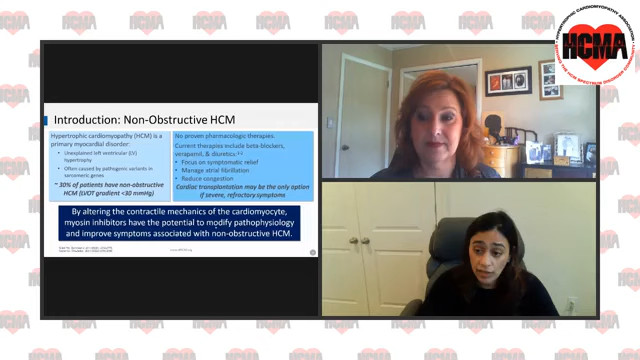 HYPERTROPHIC CARDIOMYOPATHY ASSOCIATION
HCMA
Introduction: Non-Obstructive HCM
Hypertrophic cardiomyopathy (HCM) is a
primary myocardial disorder:
• Unexplained left ventricular (LV)
hypertrophy
• Often caused by pathogenic variants in
sarcomeric genes
~ 30% of patients have non-obstructive
HCM (LVOT gradient <30 mmHg)
No proven pharmacologic therapies.
Current therapies include beta-blockers,
verapamil, & diuretics:
• Focus on symptomatic relief
• Manage atrial fibrillation
• Reduce congestion
Cardiac transplantation may be the only option
if severe, refractory symptoms
By altering the contractile mechanics of the cardiomyocyte,
myosin inhibitors have the potential to modify pathophysiology
and improve symptoms associated with non-obstructive HCM.